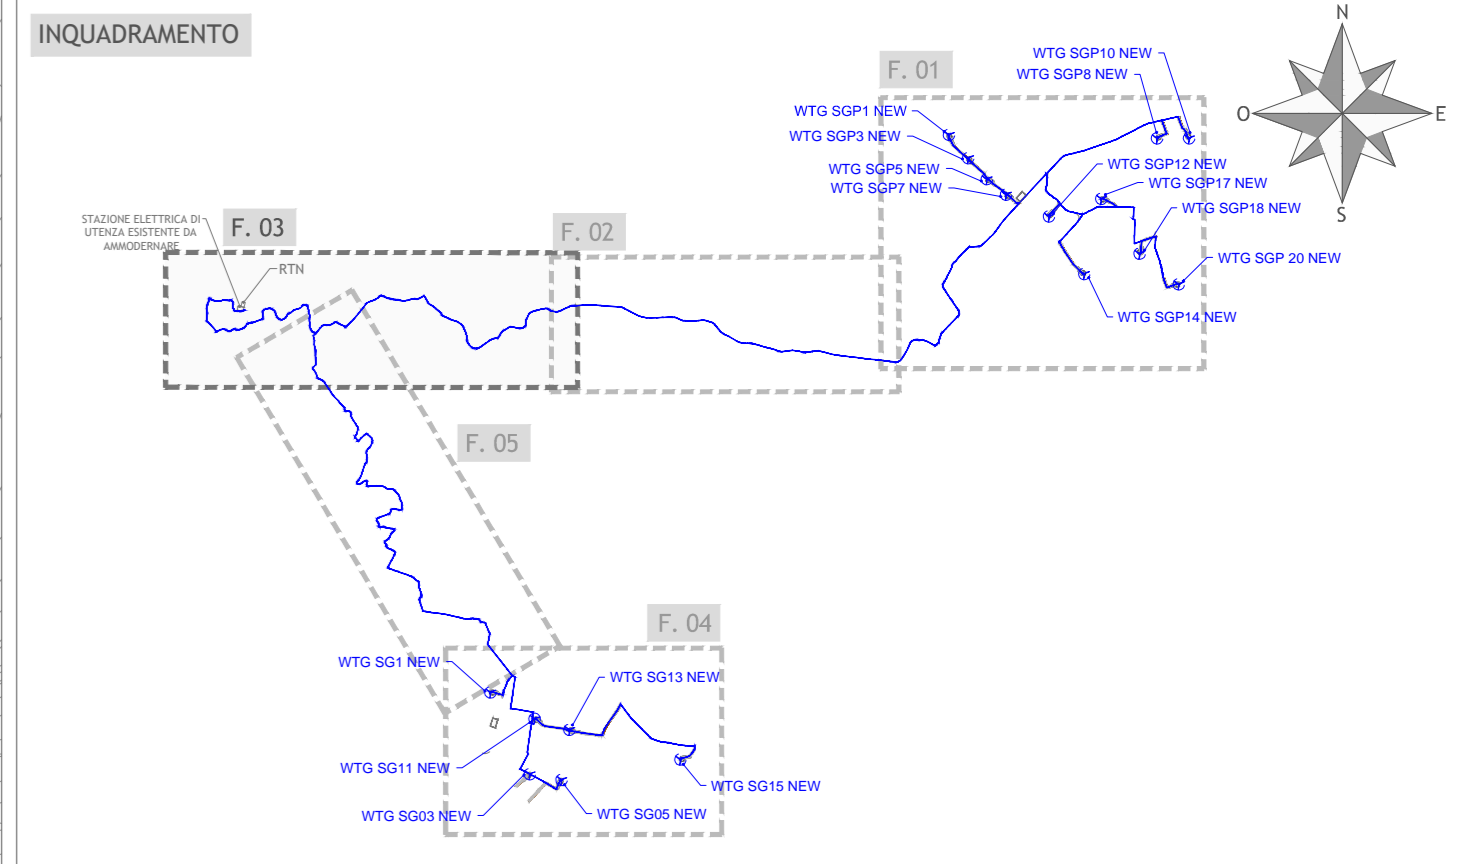 INQUADRAMENTO
N
O
E
S
F. 01
WTG SGP10 NEW
WTG SGP8 NEW
WTG SGP1 NEW
WTG SGP3 NEW
WTG SGP5 NEW
WTG SGP7 NEW
WTG SGP12 NEW
WTG SGP17 NEW
WTG SGP18 NEW
WTG SGP 20 NEW
WTG SGP14 NEW
STAZIONE ELETTRICA DI
UTENZA ESISTENTE DA
AMMODERNARE
F. 03
RTN
F. 02
F. 05
F. 04
WTG SG1 NEW
WTG SG13 NEW
WTG SG11 NEW
WTG SG15 NEW
WTG SG03 NEW
WTG SG05 NEW